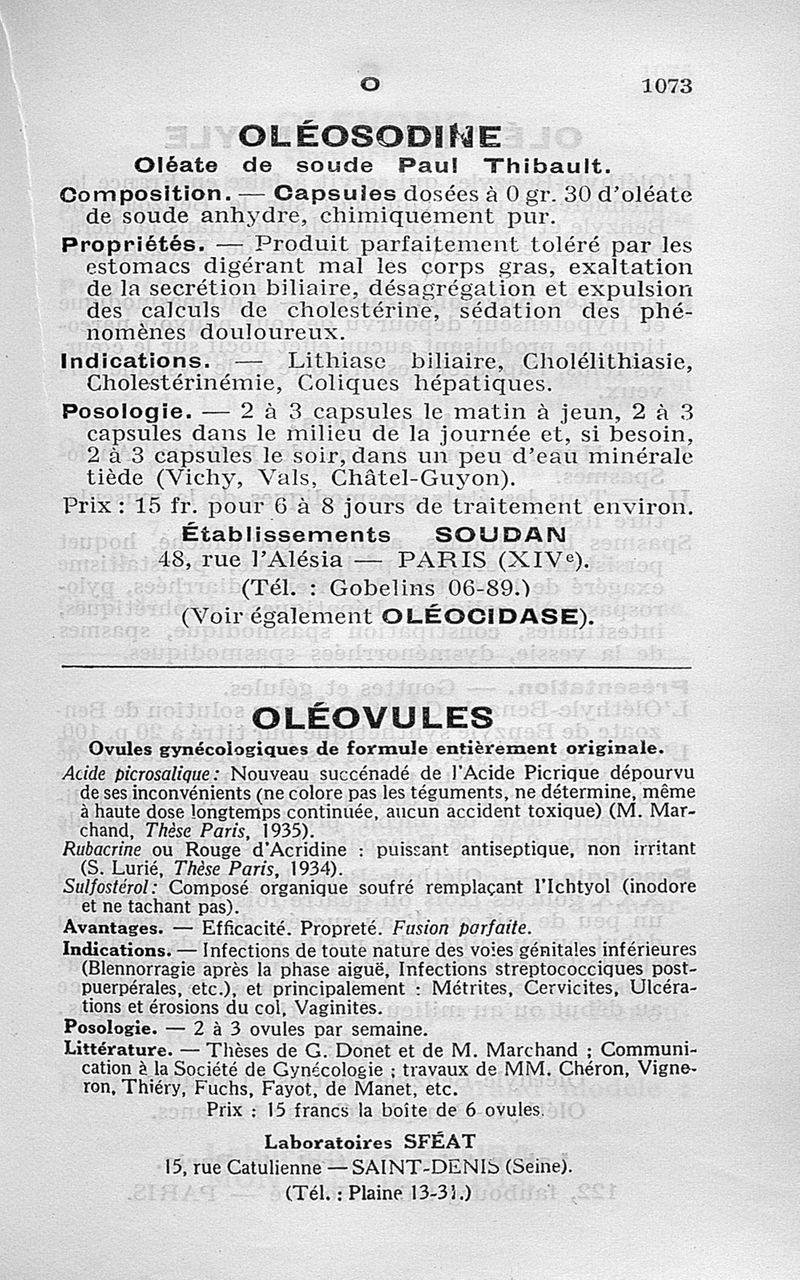 O 1073
OLÉOSODINE
Oléate de soude Paul Thibault.
Composition. — Capsules dosées à 0 gr. 30 d'oléate
de soude anhydre, chimiquement pur.
Propriétés. — Produit parfaitement toléré par les
estomacs digérant mal les corps gras, exaltation
de la secrétion biliaire, désagrégation et expulsion
des calculs de cholestérine, sédation des phé-
nomènes douloureux.
Indications. — Lithiase biliaire, Cholélithiasie,
Cholestérinémie, Coliques hépatiques.
Posologie. — 2 à 3 capsules le matin à jeun, 2 à 3
capsules dans le milieu de la journée et, si besoin,
2 à 3 capsules le soir, dans un peu d'eau minérale
tiède (Vichy, Vals, Châtel-Guyon).
Prix : 15 fr. pour 6 à 8 jours de traitement environ.
Établissements SOUDAN
48, rue l'Alésia — PARIS (XIVe).
(Tél. : Gobelins 06-89.)
(Voir également OLÉOCIDASE).
OLÉOVULES
Ovules gynécologiques de formule entièrement originale.
Acide picrosalique : Nouveau succénadé de l'Acide Picrique dépourvu
de ses inconvénients (ne colore pas les téguments, ne détermine, même
à haute dose longtemps continuée, aucun accident toxique) (M. Mar-
chand, Thèse Paris, 1935).
Rubacrine ou Rouge d'Acridine : puissant antiseptique, non irritant
(S. Lurié, Thèse Paris, 1934).
Sulfostérol : Composé organique soufré remplaçant l'Ichtyol (inodore
et ne tachant pas).
Avantages. — Efficacité. Propreté. Fusion parfaite.
Indications. — Infections de toute nature des voies génitales inférieures
(Blennorragie après la phase aiguë, Infections streptococciques post-
puerpérales, etc.), et principalement : Métrites, Cervicites, Ulcéra-
tions et érosions du col, Vaginites.
Posologie. — 2 à 3 ovules par semaine.
Littérature. — Thèses de G. Donet et de M. Marchand ; Communi-
cation à la Société de Gynécologie ; travaux de MM. Chéron, Vigne-
ron, Thiéry, Fuchs, Fayot, de Manet, etc.
Prix : 15 francs la boîte de 6 ovules.
Laboratoires SFÉAT
15, rue Catulienne — SAINT-DENIS (Seine).
(Tél. : Plaine 13-31.)